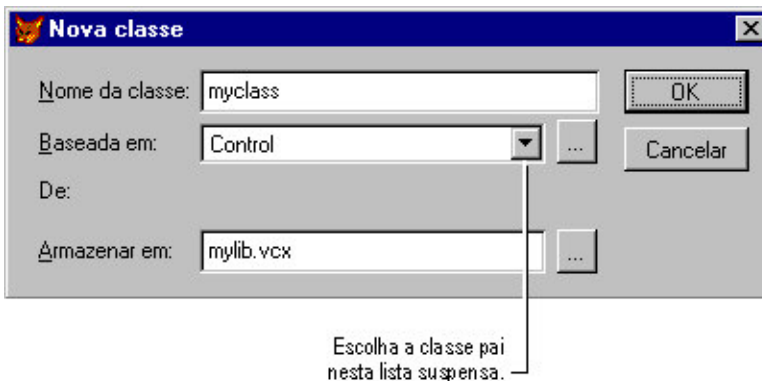 Nova classe
Nome da classe: myclass
OK
Baseada em: Control ...
Cancelar
De:
Armazenar em: mylib.vcx ...
Escolha a classe pai
nesta lista suspensa.